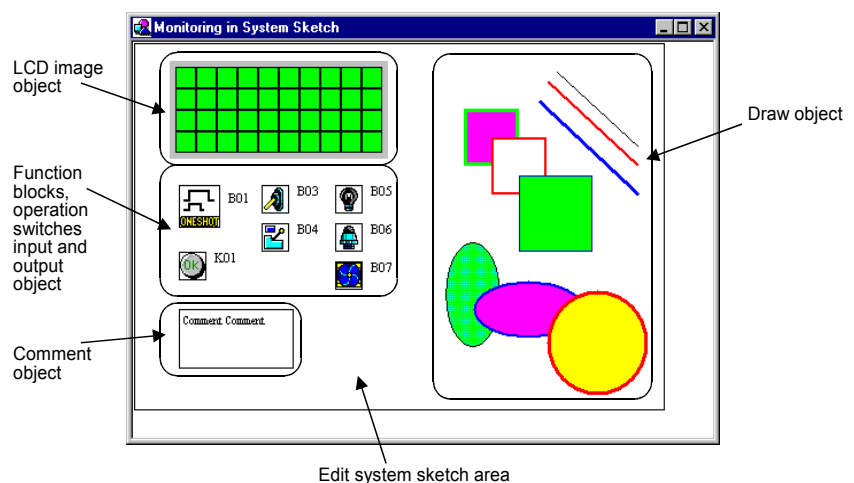 Monitoring in System Sketch
LCD image
object
Draw object
Function
blocks,
operation
switches
input and
output
object
B01
B03
B05
ONESHOT
B04
B06
OK
K01
B07
Comment Comment
Comment
object
Edit system sketch area